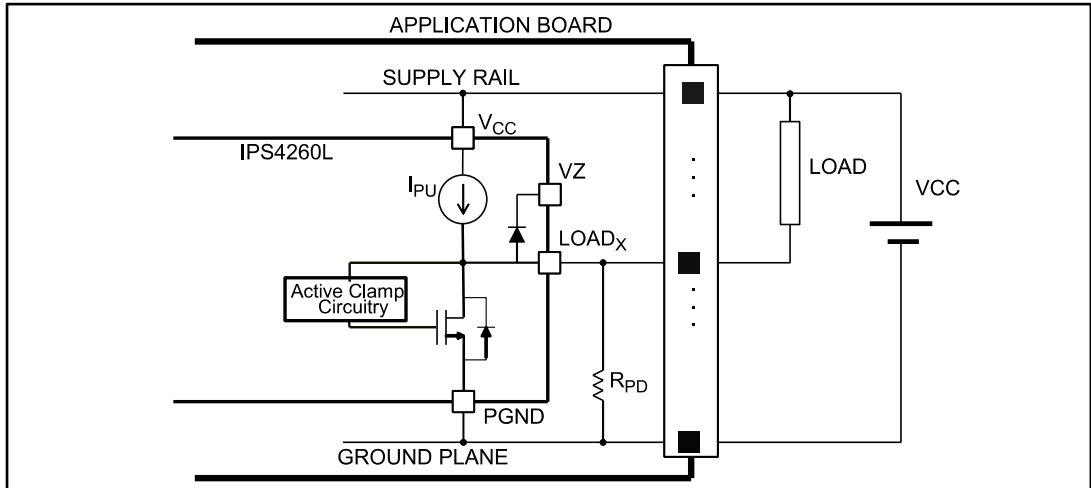 APPLICATION BOARD
SUPPLY RAIL
VCC
IPS4260L
IPU
VZ
LOAD
VCC
LOADX
Active Clamp
Circuitry
RPD
PGND
GROUND PLANE